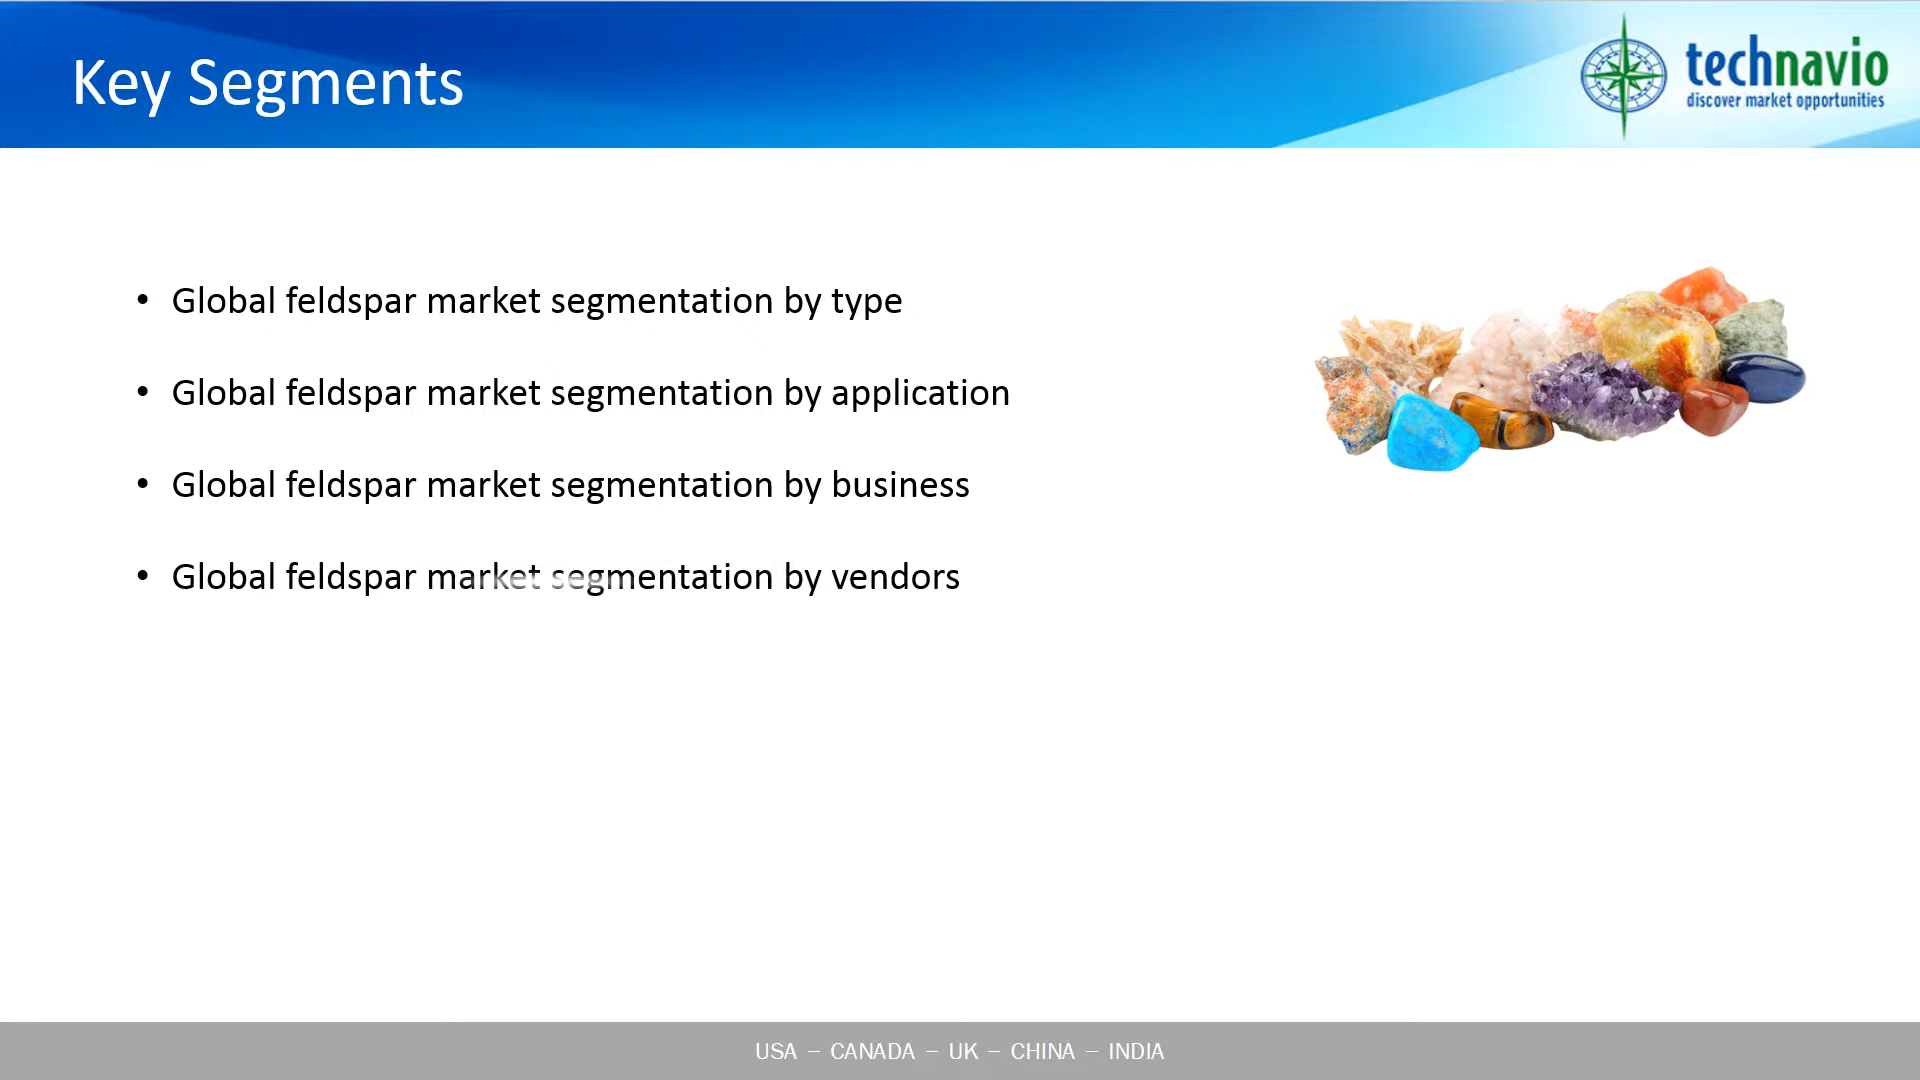 Key Segments
technavio
discover market opportunities
• Global feldspar market segmentation by type
• Global feldspar market segmentation by application
• Global feldspar market segmentation by business
• Global feldspar market segmentation by vendors
USA – CANADA – UK – CHINA – INDIA